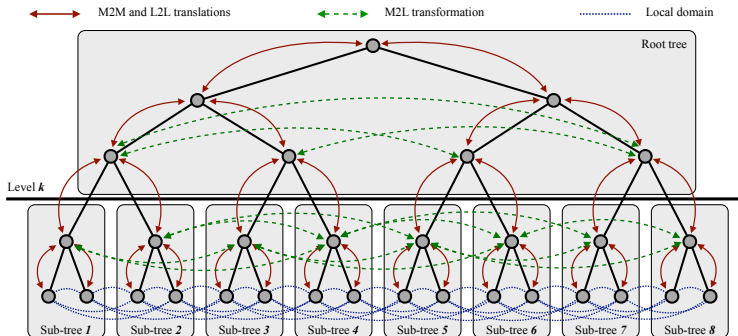 M2M and L2L translations M2L transformation Local domain
Root tree
Level k
Sub-tree 1 Sub-tree 2 Sub-tree 3 Sub-tree 4 Sub-tree 5 Sub-tree 6 Sub-tree 7 Sub-tree 8